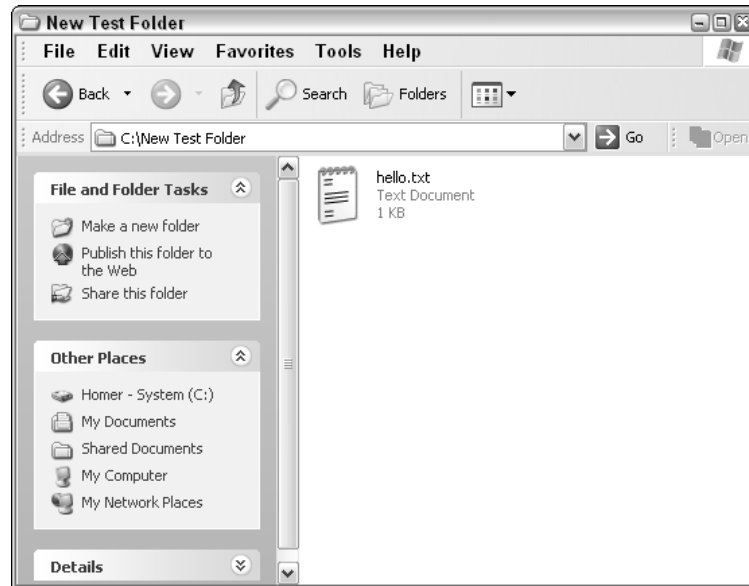 New Test Folder
File Edit View Favorites Tools Help
Back Search Folders
Address C:\New Test Folder Go Open
File and Folder Tasks
Make a new folder
Publish this folder to
the Web
Share this folder
Other Places
Homer - System (C:)
My Documents
Shared Documents
My Computer
My Network Places
Details
hello.txt
Text Document
1 KB